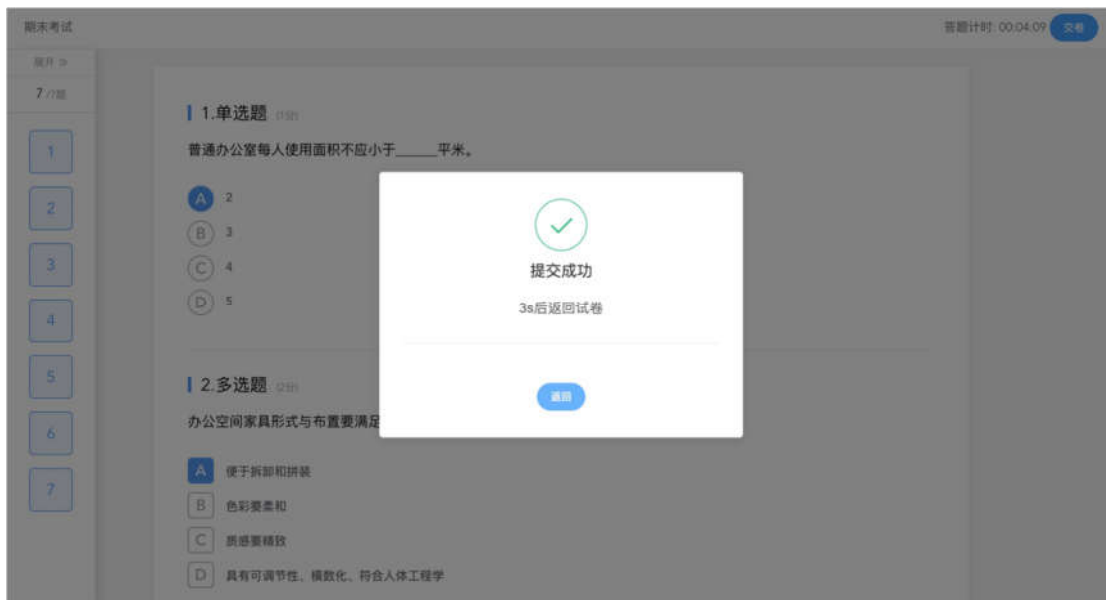 期末考试
答题计时: 00:04:09 交卷
展开 »
7 /7题
1
2
3
4
5
6
7
1.单选题 (1分)
普通办公室每人使用面积不应小于_____平米。
A 2
B 3
C 4
D 5
2.多选题 (2分)
办公空间家具形式与布置要满足
A 便于拆卸和拼装
B 色彩要柔和
C 质感要精致
D 具有可调节性、模数化、符合人体工程学
提交成功
3s后返回试卷
返回